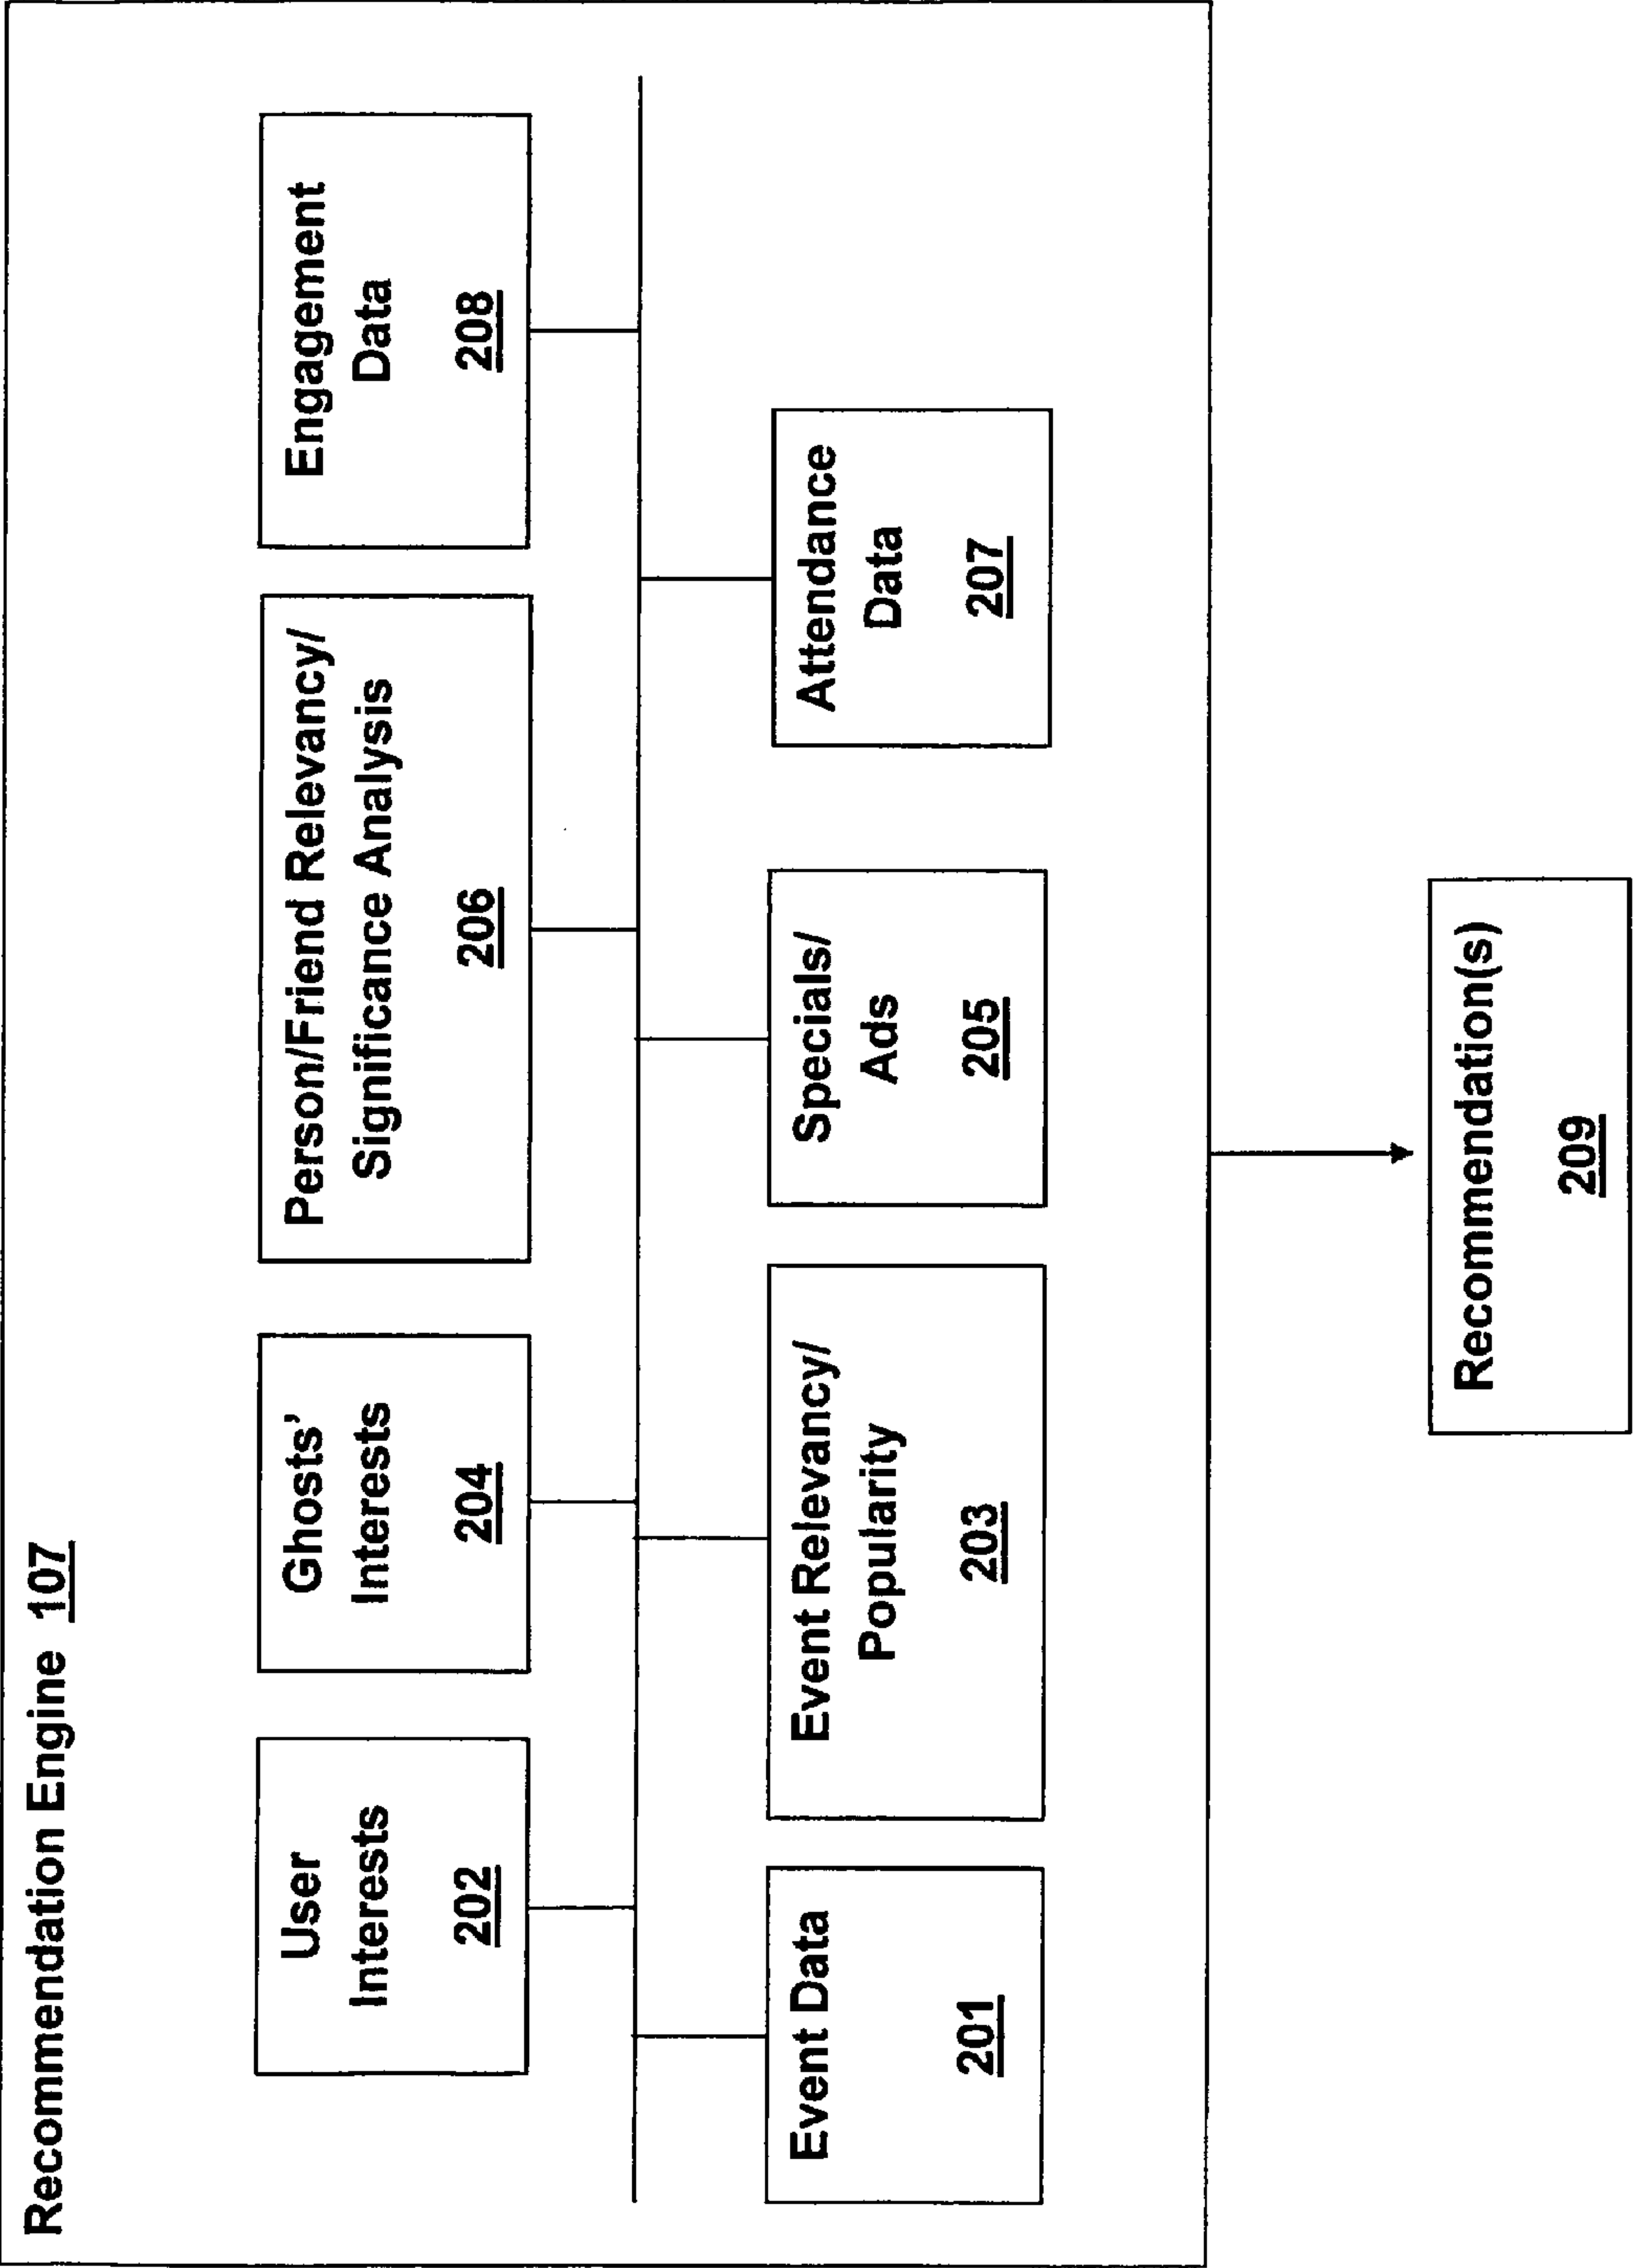 Recommendation Engine 107
User
Interests
202
Ghosts'
Interests
204
Person/Friend Relevancy/
Significance Analysis
206
Engagement
Data
208
Event Data
201
Event Relevancy/
Popularity
203
Specials/
Ads
205
Attendance
Data
207
Recommendation(s)
209